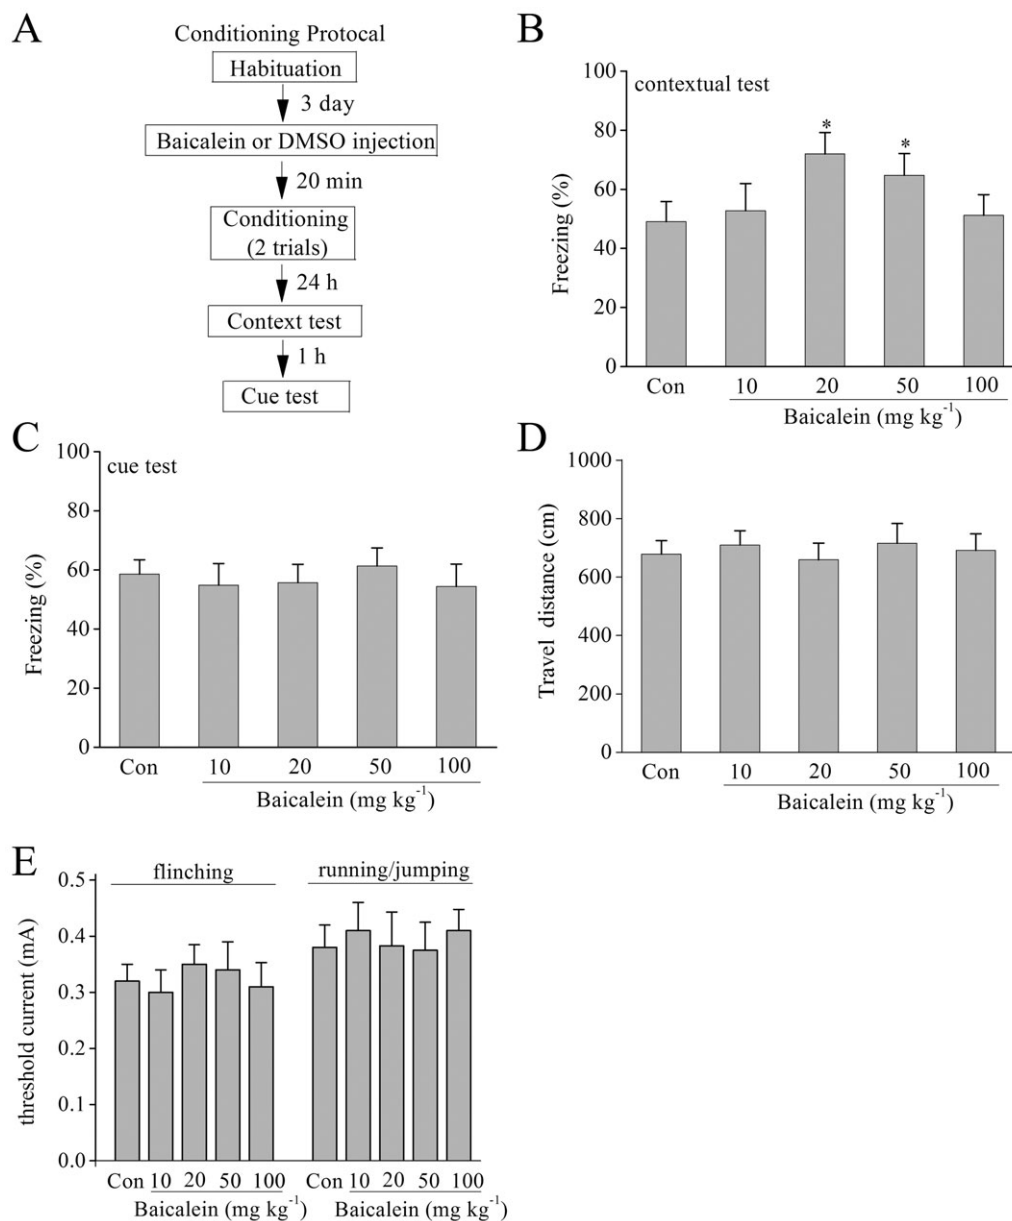 A
Conditioning Protocal
Habituation
3 day
Baicalein or DMSO injection
20 min
Conditioning
(2 trials)
24 h
Context test
1 h
Cue test
B
contextual test
Freezing (%)
100
80
60
40
20
0
* *
Con 10 20 50 100
Baicalein (mg kg⁻¹)
C
cue test
Freezing (%)
100
80
60
40
20
0
Con 10 20 50 100
Baicalein (mg kg⁻¹)
D
Travel distance (cm)
1000
800
600
400
200
0
Con 10 20 50 100
Baicalein (mg kg⁻¹)
E
flinching running/jumping
threshold current (mA)
0.5
0.4
0.3
0.2
0.1
0.0
Con 10 20 50 100 Con 10 20 50 100
Baicalein (mg kg⁻¹) Baicalein (mg kg⁻¹)